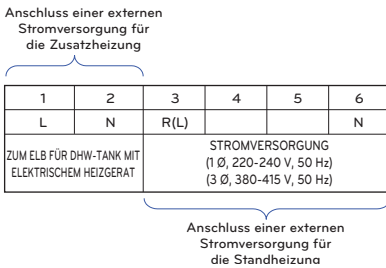 Anschluss einer externen
Stromversorgung für
die Zusatzheizung
1 2 3 4 5 6
L N R(L) N
ZUM ELB FÜR DHW-TANK MIT
ELEKTRISCHEM HEIZGERAT
STROMVERSORGUNG
(1 Ø, 220-240 V, 50 Hz)
(3 Ø, 380-415 V, 50 Hz)
Anschluss einer externen
Stromversorgung für
die Standheizung